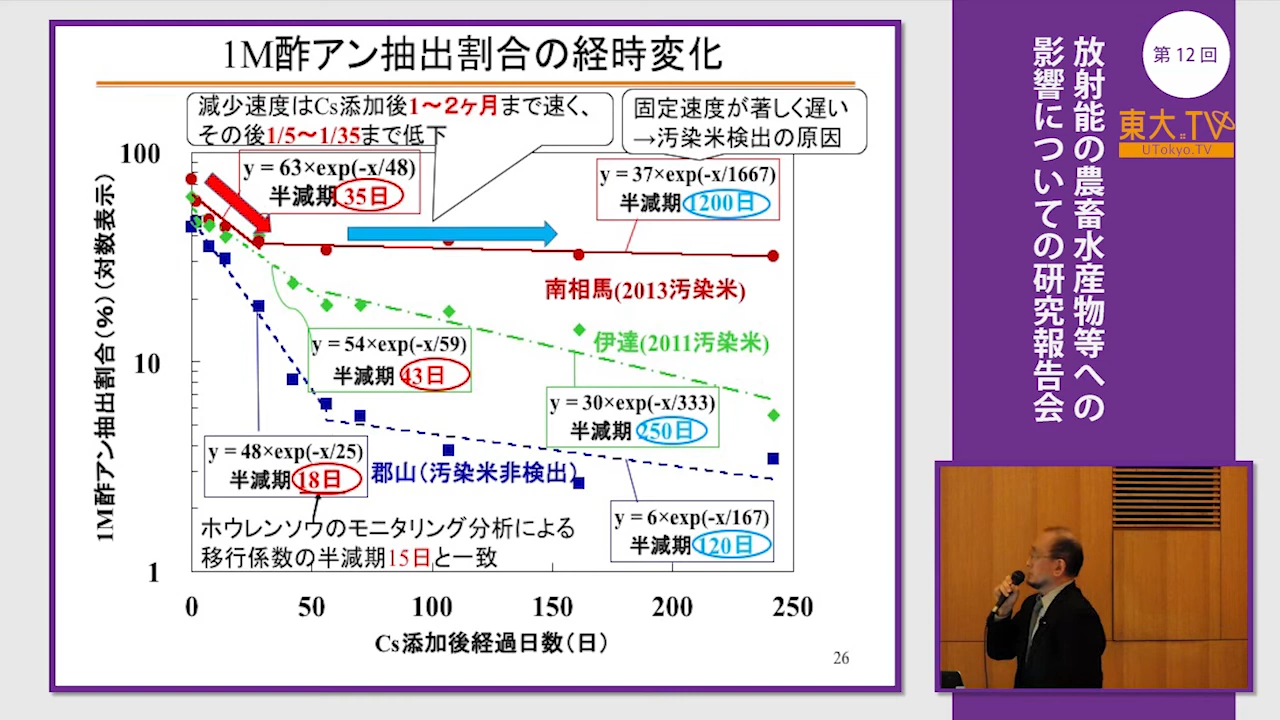 1M酢アン抽出割合の経時変化
減少速度はCs添加後1～2ヶ月まで速く、
その後1/5～1/35まで低下
固定速度が著しく遅い
→汚染米検出の原因
y = 63×exp(-x/48)
半減期35日
y = 37×exp(-x/1667)
半減期1200日
南相馬(2013汚染米)
伊達(2011汚染米)
y = 54×exp(-x/59)
半減期43日
y = 30×exp(-x/333)
半減期250日
y = 48×exp(-x/25)
半減期18日
郡山(汚染米非検出)
y = 6×exp(-x/167)
半減期120日
ホウレンソウのモニタリング分析による
移行係数の半減期15日と一致
1M酢アン抽出割合(%)(対数表示)
100
10
1
0 50 100 150 200 250
Cs添加後経過日数(日)
26
第12回
放射能の農畜水産物等への
影響についての研究報告会
東大.TV
UTokyo.TV